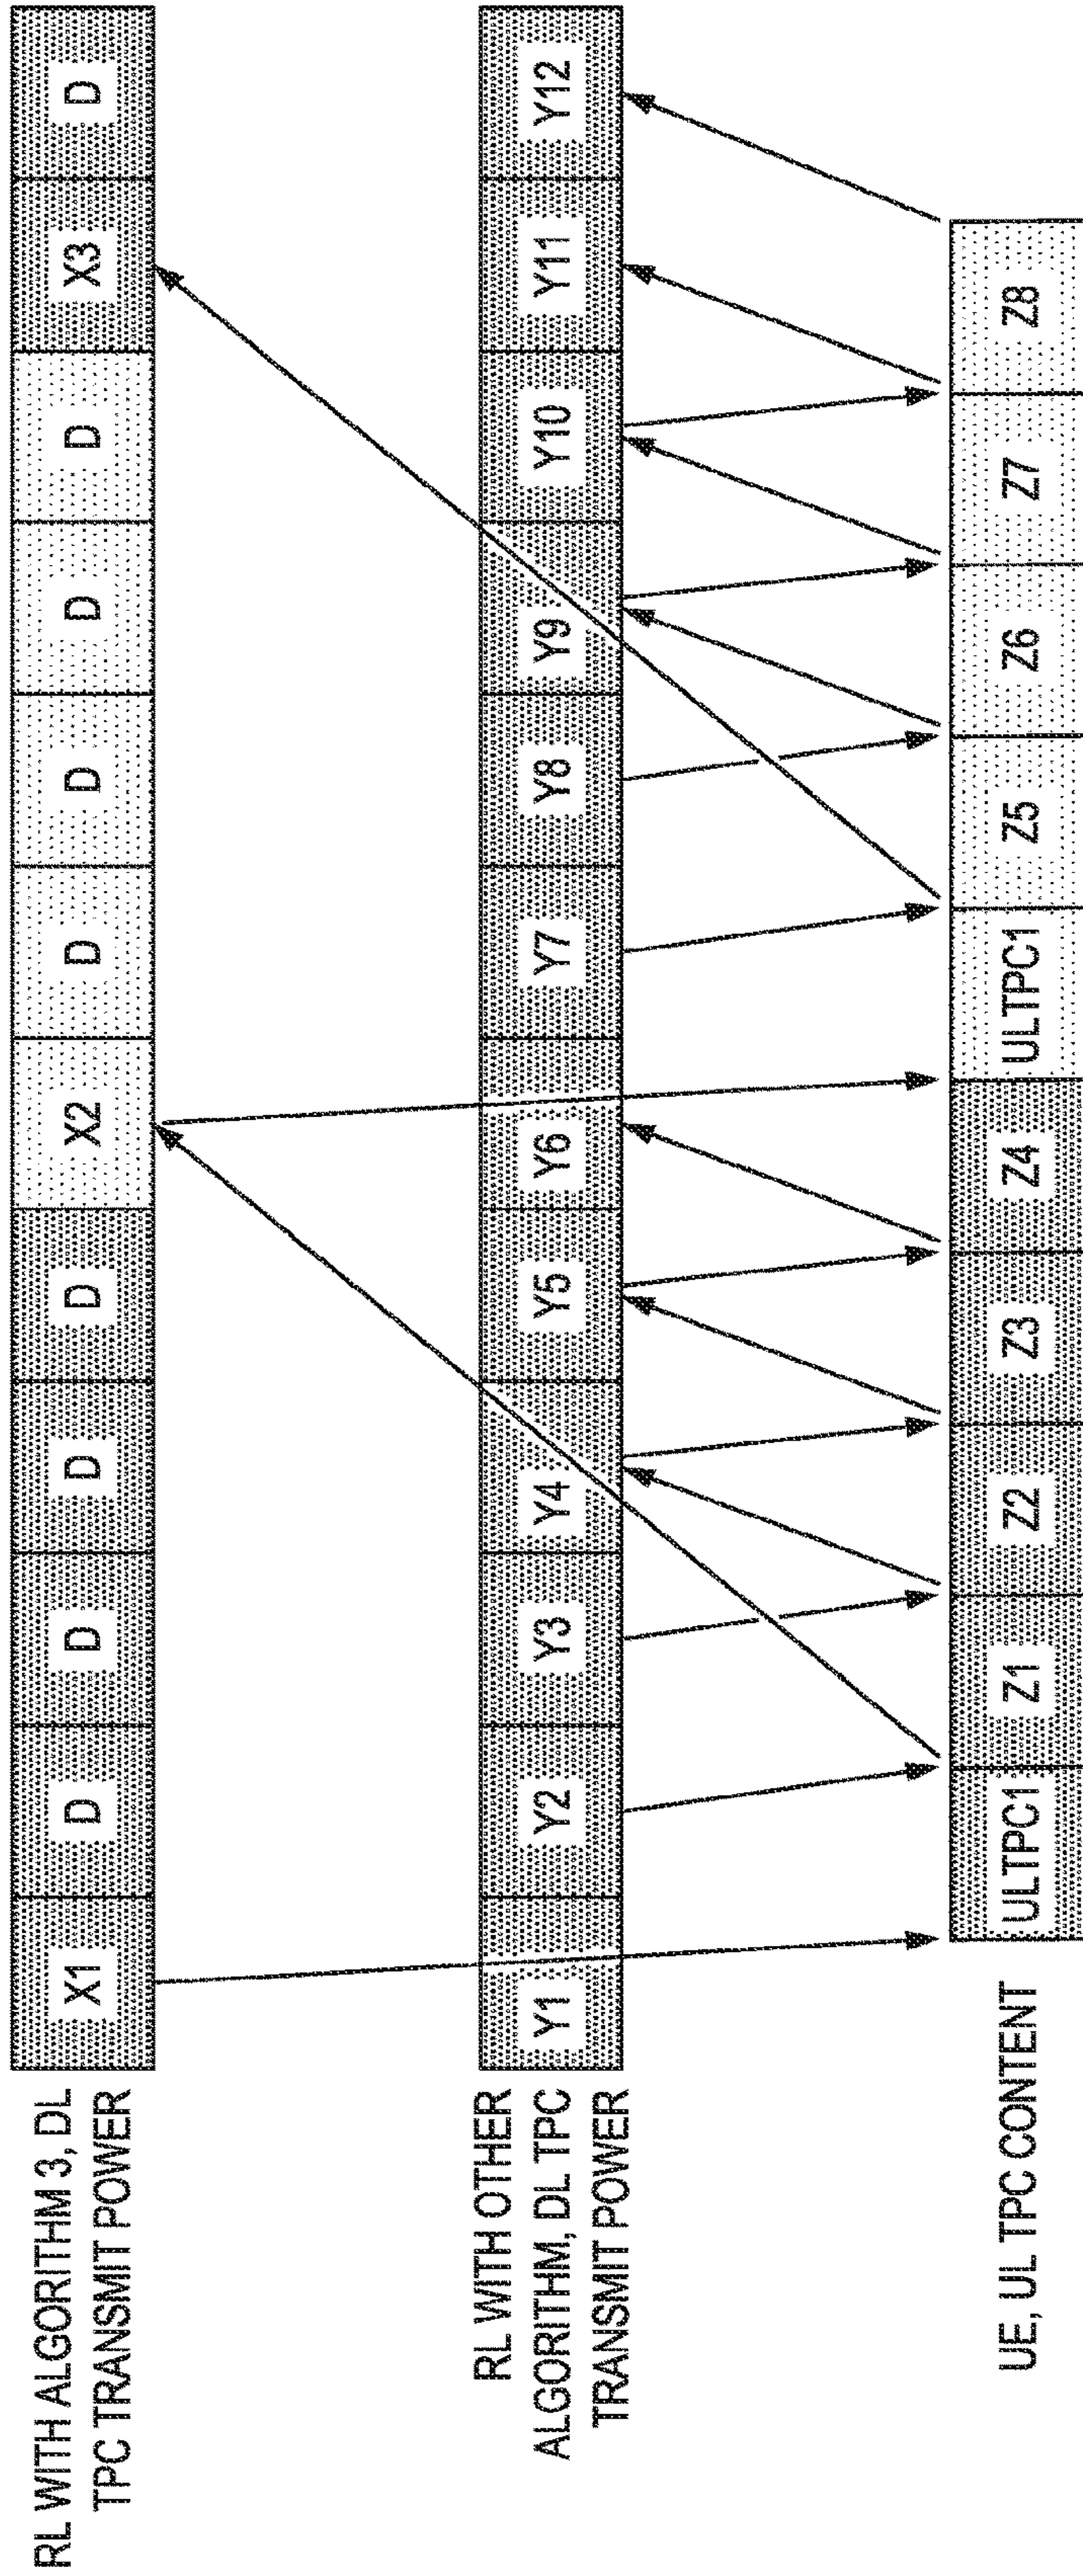 RL WITH ALGORITHM 3, DL
TPC TRANSMIT POWER
X1 D D D D X2 D D D D X3 D
RL WITH OTHER
ALGORITHM, DL TPC
TRANSMIT POWER
Y1 Y2 Y3 Y4 Y5 Y6 Y7 Y8 Y9 Y10 Y11 Y12
UE, UL TPC CONTENT
ULTPC1 Z1 Z2 Z3 Z4 ULTPC1 Z5 Z6 Z7 Z8